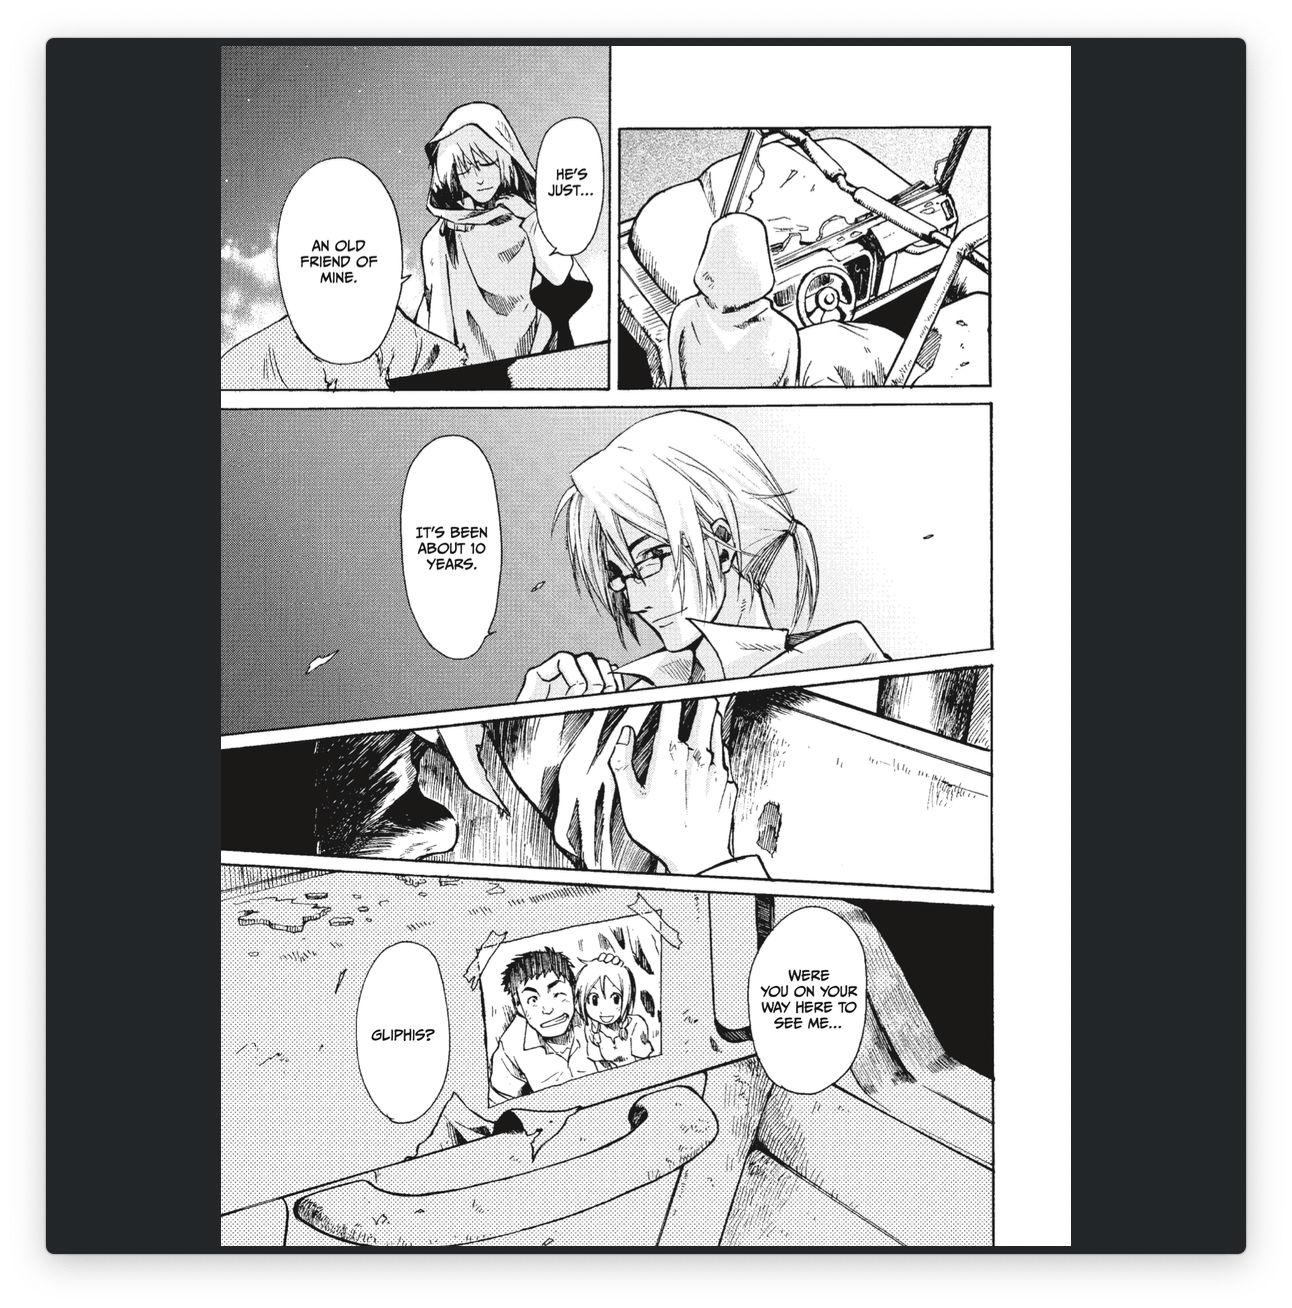 HE'S
JUST...
AN OLD
FRIEND OF
MINE.
IT'S BEEN
ABOUT 10
YEARS.
WERE
YOU ON YOUR
WAY HERE TO
SEE ME...
GLIPHIS?